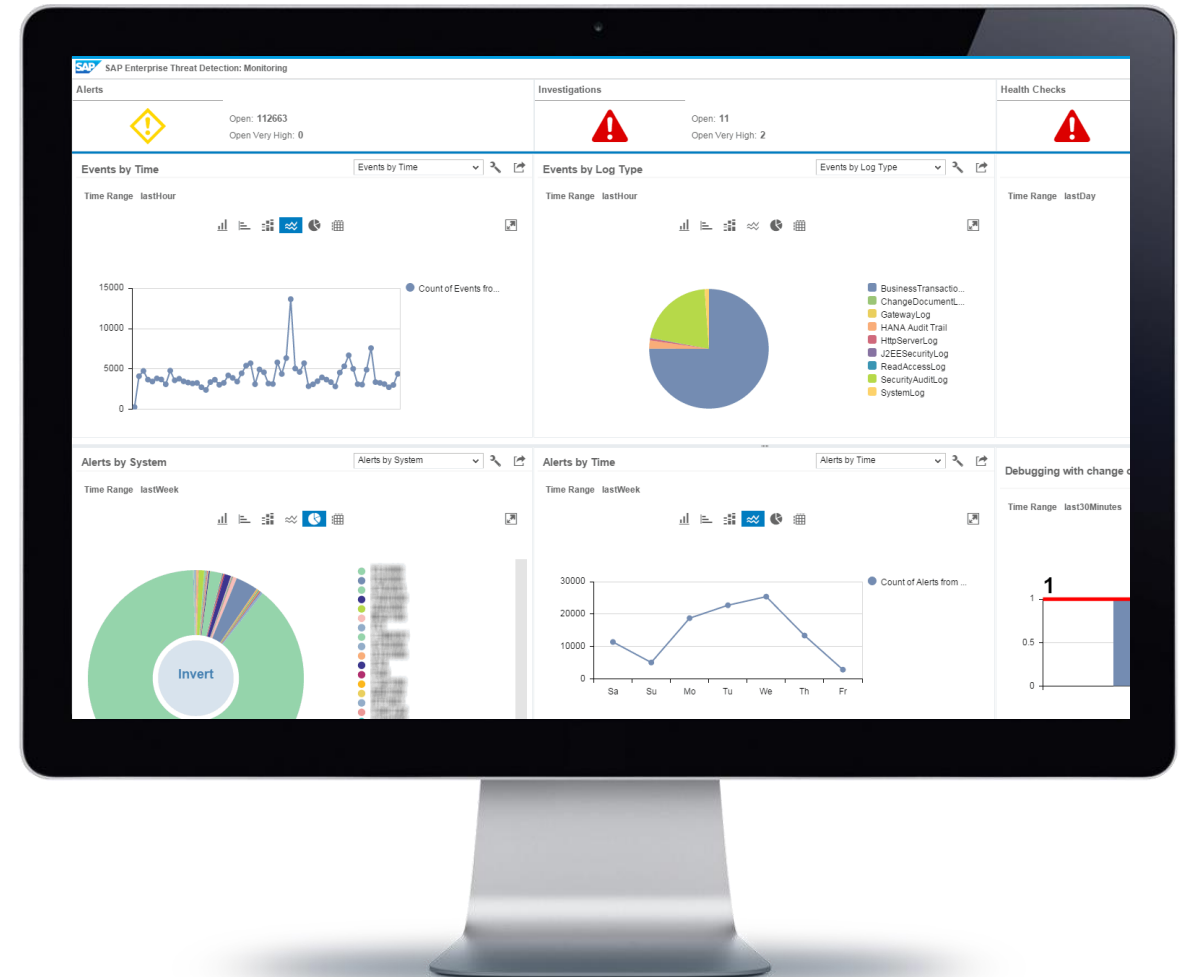 SAP SAP Enterprise Threat Detection: Monitoring
Alerts
Open: 112663
Open Very High: 0
Investigations
Open: 11
Open Very High: 2
Health Checks
Events by Time
Events by Time
Time Range lastHour
15000
10000
5000
0
Count of Events fro...
Events by Log Type
Events by Log Type
Time Range lastHour
BusinessTransactio...
ChangeDocumentL...
GatewayLog
HANA Audit Trail
HttpServerLog
J2EESecurityLog
ReadAccessLog
SecurityAuditLog
SystemLog
Time Range lastDay
Alerts by System
Alerts by System
Time Range lastWeek
Invert
Alerts by Time
Alerts by Time
Time Range lastWeek
30000
20000
10000
0
Sa Su Mo Tu We Th Fr
Count of Alerts from ...
Debugging with change
Time Range last30Minutes
1
1
0.5
0